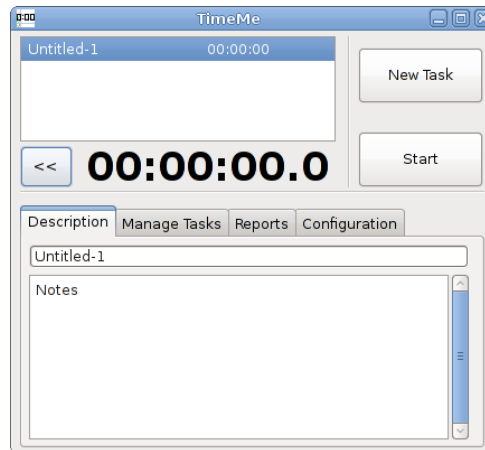 0:00
TimeMe
Untitled-1 00:00:00
New Task
<< 00:00:00.0
Start
Description Manage Tasks Reports Configuration
Untitled-1
Notes